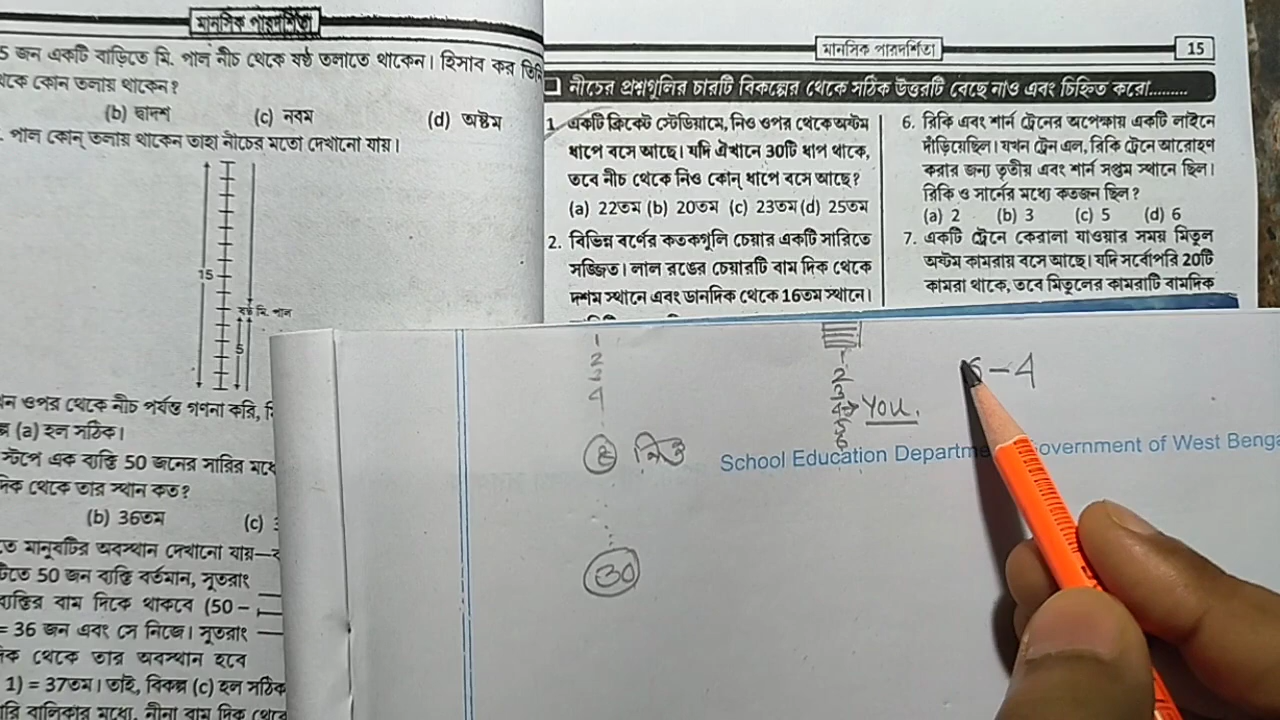 মানসিক পারদর্শিতা
5 জন একটি বাড়িতে মি. পাল নীচ থেকে ষষ্ঠ তলাতে থাকেন। হিসাব কর তিনি
থেকে কোন তলায় থাকেন?
(b) দ্বাদশ (c) নবম (d) অষ্টম
. পাল কোন্ তলায় থাকেন তাহা নীচের মতো দেখানো যায়।
15
ষষ্ঠ মি. পাল
5
ওপর থেকে নীচ পর্যন্ত গণনা করি,
(a) হল সঠিক।
এক ব্যক্তি 50 জনের সারির মধ্যে
দিক থেকে তার স্থান কত?
(b) 36তম (c)
মানুষটির অবস্থান দেখানো যায়—
50 জন ব্যক্তি বর্তমান, সুতরাং
ব্যক্তির বাম দিকে থাকবে (50 –
= 36 জন এবং সে নিজে। সুতরাং
থেকে তার অবস্থান হবে
1) = 37তম। তাই, বিকল্প (c) হল সঠিক
বালিকার মধ্যে, নীনা বাম দিক থেকে
মানসিক পারদর্শিতা 15
❑ নীচের প্রশ্নগুলির চারটি বিকল্পের থেকে সঠিক উত্তরটি বেছে নাও এবং চিহ্নিত করো.........
1. একটি ক্রিকেট স্টেডিয়ামে, নিও ওপর থেকে অষ্টম
ধাপে বসে আছে। যদি ঐখানে 30টি ধাপ থাকে,
তবে নীচ থেকে নিও কোন্ ধাপে বসে আছে?
(a) 22তম (b) 20তম (c) 23তম (d) 25তম
2. বিভিন্ন বর্ণের কতকগুলি চেয়ার একটি সারিতে
সজ্জিত। লাল রঙের চেয়ারটি বাম দিক থেকে
দশম স্থানে এবং ডানদিক থেকে 16তম স্থানে।
6. রিকি এবং শার্ন ট্রেনের অপেক্ষায় একটি লাইনে
দাঁড়িয়েছিল। যখন ট্রেন এল, রিকি ট্রেনে আরোহণ
করার জন্য তৃতীয় এবং শার্ন সপ্তম স্থানে ছিল।
রিকি ও সার্নের মধ্যে কতজন ছিল?
(a) 2 (b) 3 (c) 5 (d) 6
7. একটি ট্রেনে কেরালা যাওয়ার সময় মিতুল
অষ্টম কামরায় বসে আছে। যদি সর্বোপরি 20টি
কামরা থাকে, তবে মিতুলের কামরাটি বামদিক
1
2
3
4
8 নিও
30
1
2
3
4 → YOU.
5
6
6 – 4
School Education Department Government of West Benga